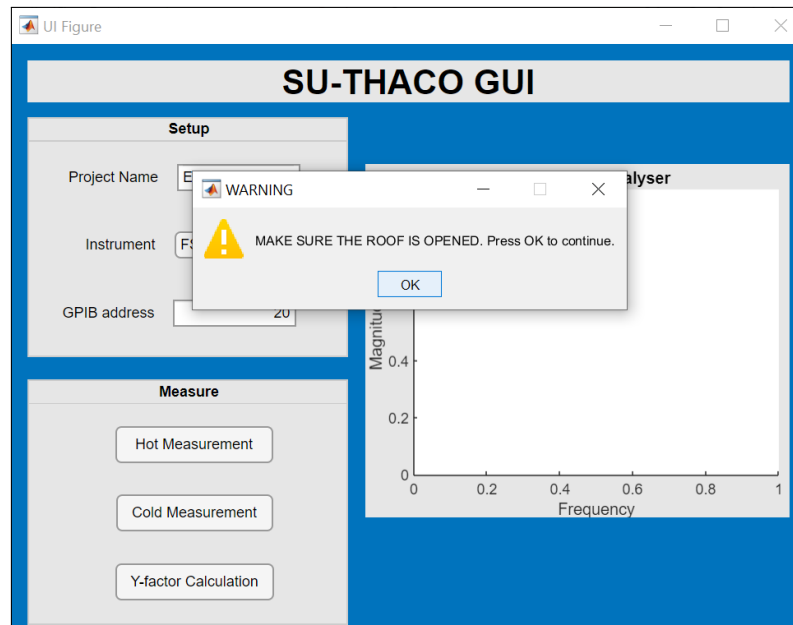 UI Figure
SU-THACO GUI
Setup
Project Name
E
WARNING
MAKE SURE THE ROOF IS OPENED. Press OK to continue.
OK
Instrument
FS
GPIB address
20
alyser
Magnitud
0.4
0.2
0
0
0.2
0.4
0.6
0.8
1
Frequency
Measure
Hot Measurement
Cold Measurement
Y-factor Calculation